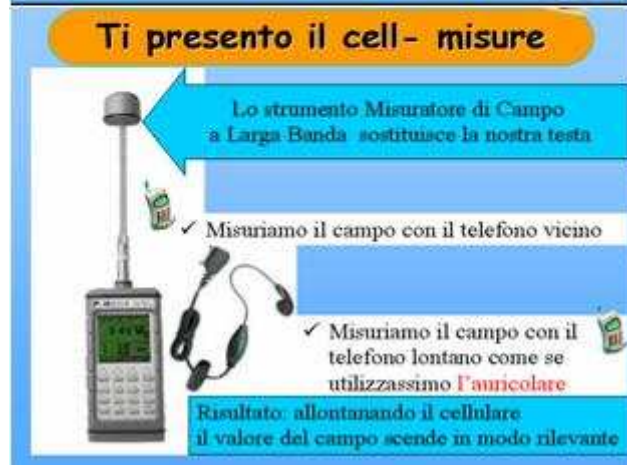 Ti presento il cell- misure
Lo strumento Misuratore di Campo
a Larga Banda sostituisce la nostra testa
✓ Misuriamo il campo con il telefono vicino
✓ Misuriamo il campo con il
telefono lontano come se
utilizzassimo l'auricolare
Risultato: allontanando il cellulare
il valore del campo scende in modo rilevante